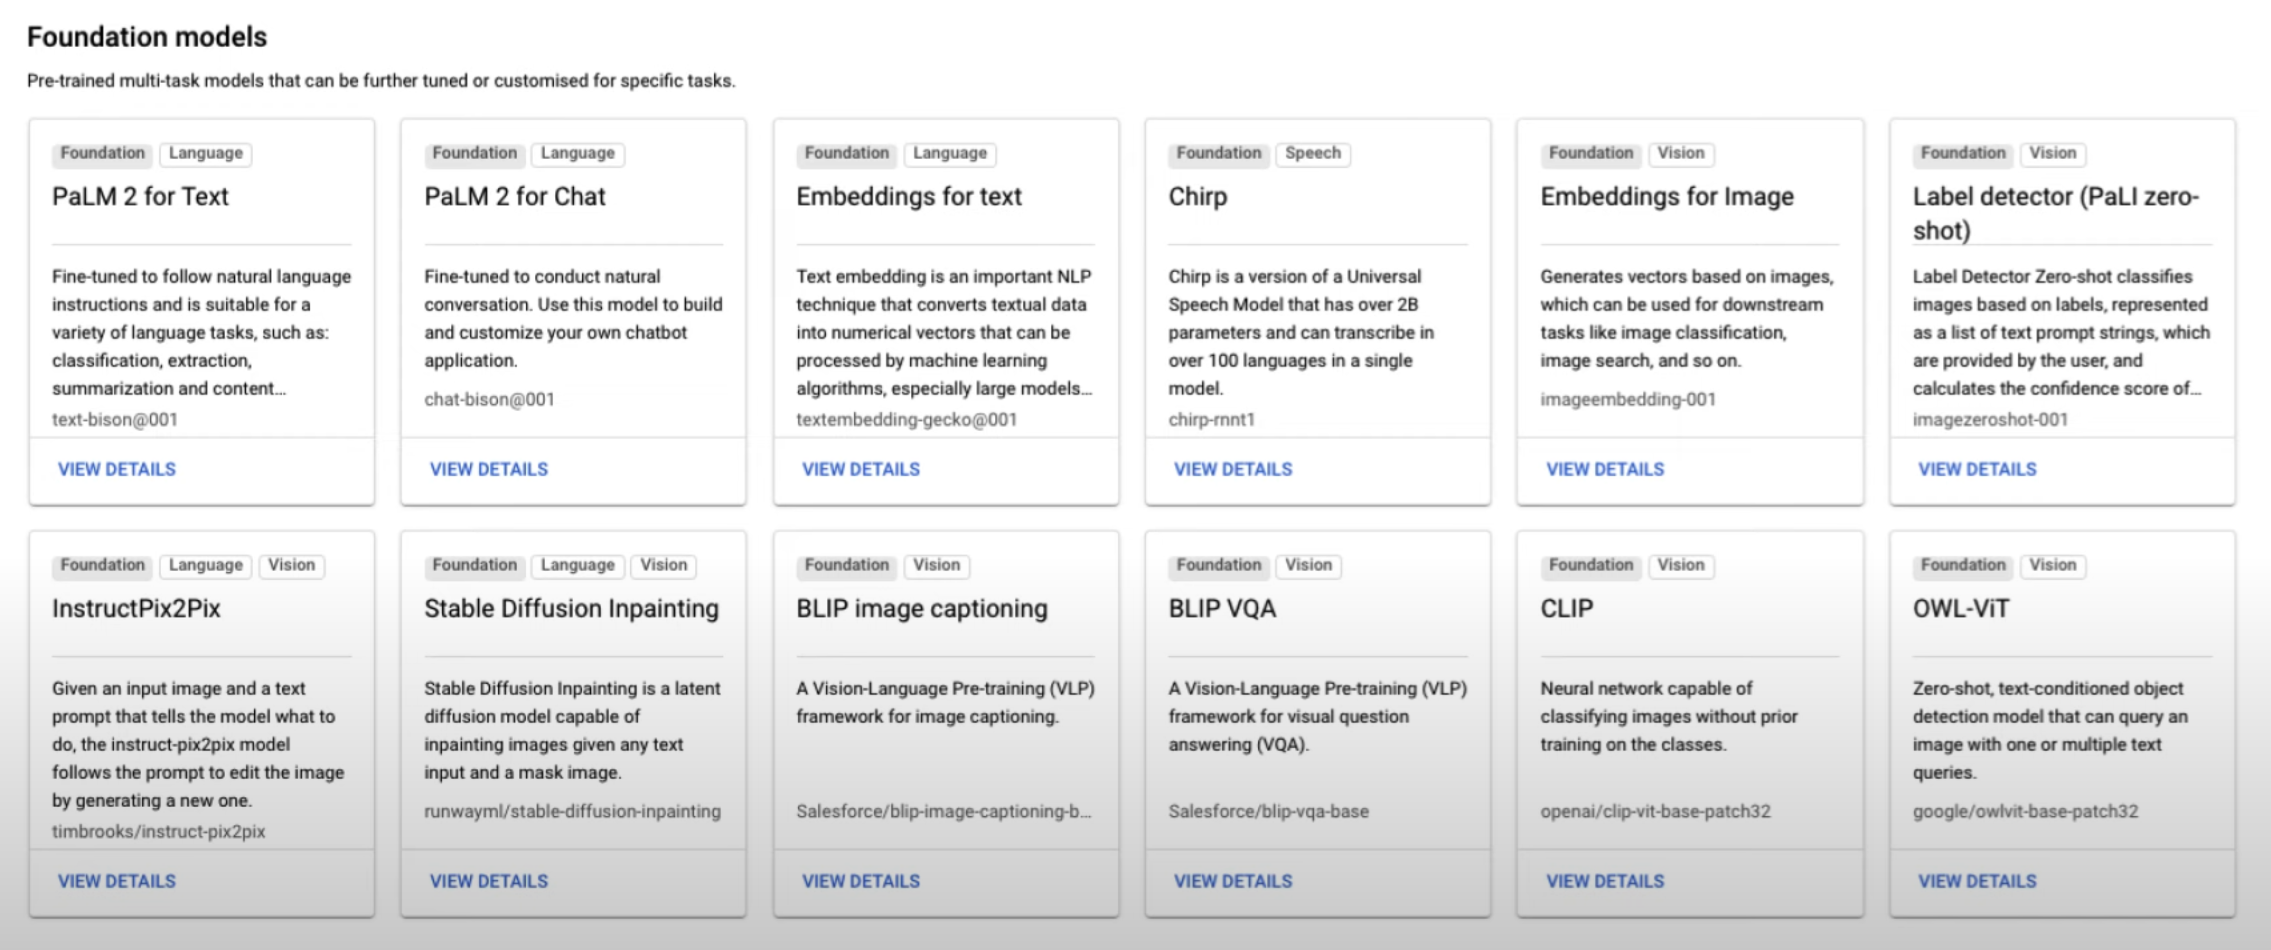 Foundation models
Pre-trained multi-task models that can be further tuned or customised for specific tasks.
Foundation Language
PaLM 2 for Text
Fine-tuned to follow natural language
instructions and is suitable for a
variety of language tasks, such as:
classification, extraction,
summarization and content...
text-bison@001
VIEW DETAILS
Foundation Language
PaLM 2 for Chat
Fine-tuned to conduct natural
conversation. Use this model to build
and customize your own chatbot
application.
chat-bison@001
VIEW DETAILS
Foundation Language
Embeddings for text
Text embedding is an important NLP
technique that converts textual data
into numerical vectors that can be
processed by machine learning
algorithms, especially large models...
textembedding-gecko@001
VIEW DETAILS
Foundation Speech
Chirp
Chirp is a version of a Universal
Speech Model that has over 2B
parameters and can transcribe in
over 100 languages in a single
model.
chirp-rnnt1
VIEW DETAILS
Foundation Vision
Embeddings for Image
Generates vectors based on images,
which can be used for downstream
tasks like image classification,
image search, and so on.
imageembedding-001
VIEW DETAILS
Foundation Vision
Label detector (PaLI zero-
shot)
Label Detector Zero-shot classifies
images based on labels, represented
as a list of text prompt strings, which
are provided by the user, and
calculates the confidence score of...
imagezeroshot-001
VIEW DETAILS
Foundation Language Vision
InstructPix2Pix
Given an input image and a text
prompt that tells the model what to
do, the instruct-pix2pix model
follows the prompt to edit the image
by generating a new one.
timbrooks/instruct-pix2pix
VIEW DETAILS
Foundation Language Vision
Stable Diffusion Inpainting
Stable Diffusion Inpainting is a latent
diffusion model capable of
inpainting images given any text
input and a mask image.
runwayml/stable-diffusion-inpainting
VIEW DETAILS
Foundation Vision
BLIP image captioning
A Vision-Language Pre-training (VLP)
framework for image captioning.
Salesforce/blip-image-captioning-b...
VIEW DETAILS
Foundation Vision
BLIP VQA
A Vision-Language Pre-training (VLP)
framework for visual question
answering (VQA).
Salesforce/blip-vqa-base
VIEW DETAILS
Foundation Vision
CLIP
Neural network capable of
classifying images without prior
training on the classes.
openai/clip-vit-base-patch32
VIEW DETAILS
Foundation Vision
OWL-ViT
Zero-shot, text-conditioned object
detection model that can query an
image with one or multiple text
queries.
google/owlvit-base-patch32
VIEW DETAILS